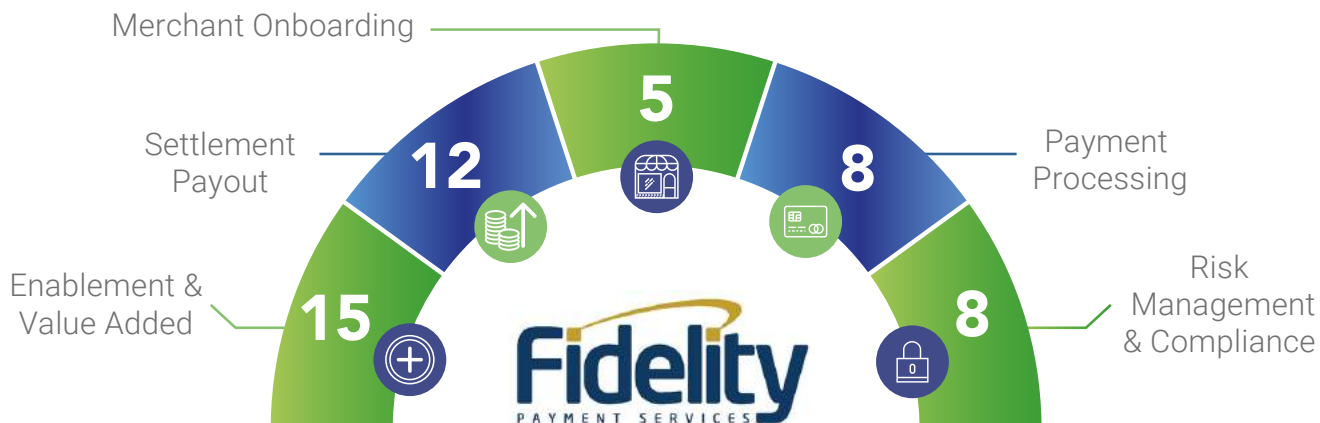 Merchant Onboarding
5
Settlement
Payout
12
8
Payment
Processing
Enablement &
Value Added
15
8
Risk
Management
& Compliance
0
Fidelity
PAYMENT SERVICES